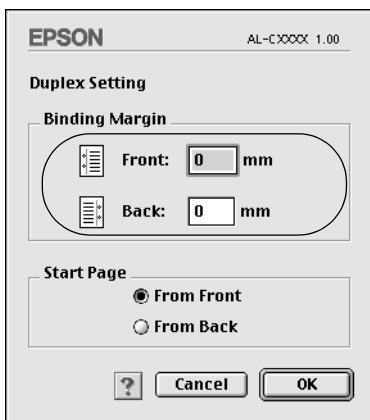 EPSON AL-CXXXX 1.00
Duplex Setting
Binding Margin
Front: 0 mm
Back: 0 mm
Start Page
From Front
From Back
? Cancel OK